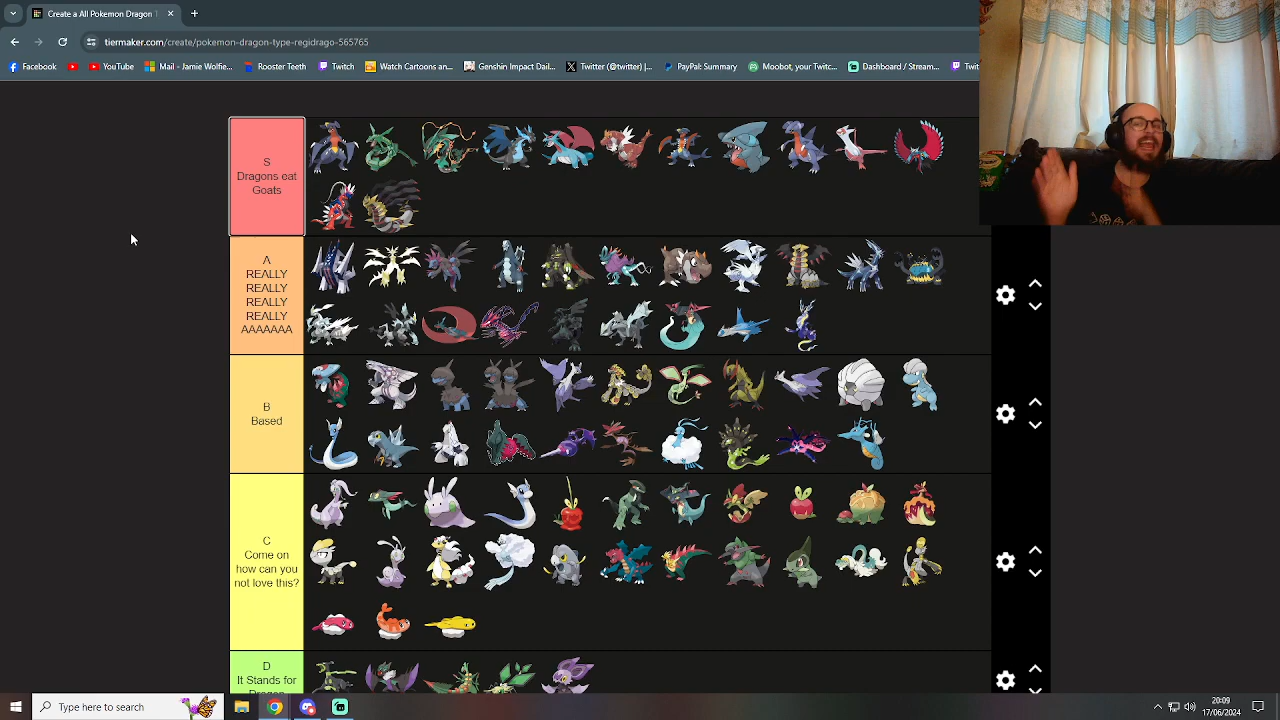 Create a All Pokemon Dragon T
tiermaker.com/create/pokemon-dragon-type-regidrago-565765
Facebook
YouTube
Mail – Jamie Wolfie...
Rooster Teeth
Twitch
Watch Cartoons an...
Genshin Impact Dail...
Twitter (@twitter) |...
PayPal Summary
Mods | your Twitc...
Dashboard / Stream...
Twitch
S
Dragons eat
Goats
A
REALLY
REALLY
REALLY
REALLY
AAAAAAA
B
Based
C
Come on
how can you
not love this?
D
It Stands for
Dragon
Type here to search
20:09
17/06/2024